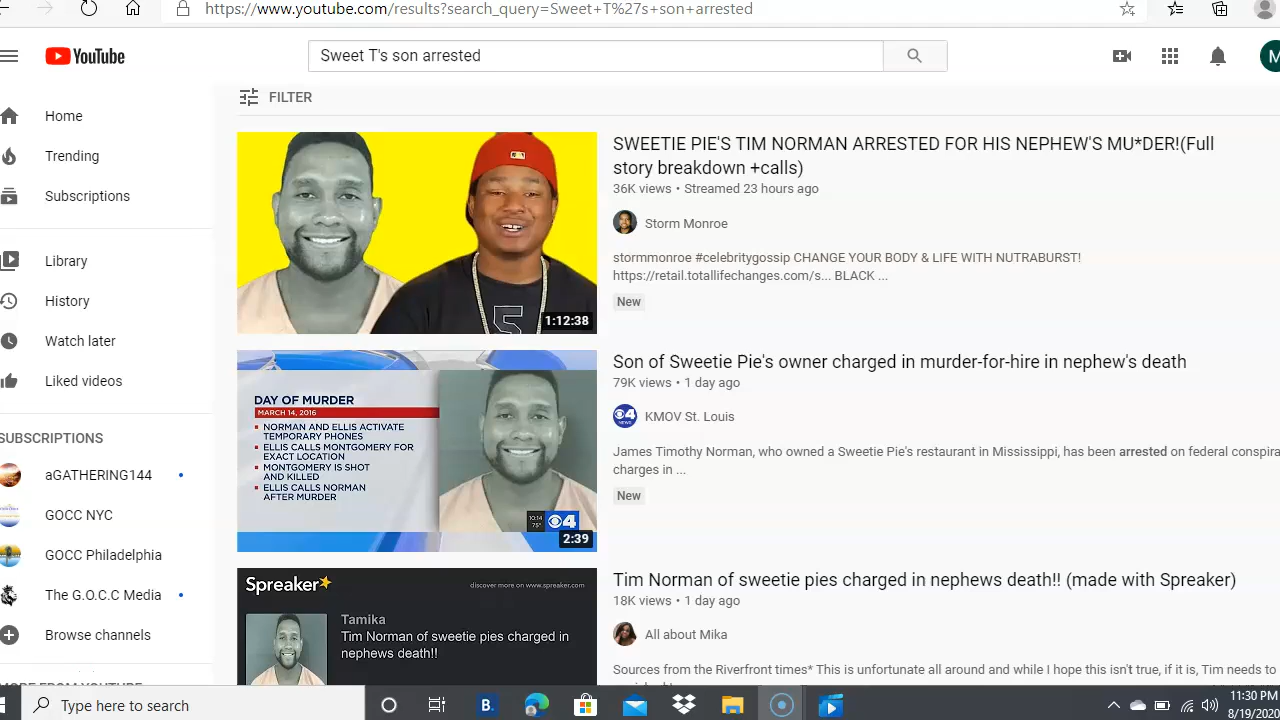 https://www.youtube.com/results?search_query=Sweet+T%27s+son+arrested
YouTube
Sweet T's son arrested
M
FILTER
Home
Trending
Subscriptions
Library
History
Watch later
Liked videos
SUBSCRIPTIONS
aGATHERING144
GOCC NYC
GOCC Philadelphia
The G.O.C.C Media
Browse channels
1:12:38
SWEETIE PIE'S TIM NORMAN ARRESTED FOR HIS NEPHEW'S MU*DER!(Full
story breakdown +calls)
36K views • Streamed 23 hours ago
Storm Monroe
stormmonroe #celebritygossip CHANGE YOUR BODY & LIFE WITH NUTRABURST!
https://retail.totallifechanges.com/s... BLACK ...
New
DAY OF MURDER
MARCH 14, 2016
NORMAN AND ELLIS ACTIVATE
TEMPORARY PHONES
ELLIS CALLS MONTGOMERY FOR
EXACT LOCATION
MONTGOMERY IS SHOT
AND KILLED
ELLIS CALLS NORMAN
AFTER MURDER
10:14
75°
4
2:39
Son of Sweetie Pie's owner charged in murder-for-hire in nephew's death
79K views • 1 day ago
4
NEWS
KMOV St. Louis
James Timothy Norman, who owned a Sweetie Pie's restaurant in Mississippi, has been arrested on federal conspira
charges in ...
New
Spreaker
discover more on www.spreaker.com
Tamika
Tim Norman of sweetie pies charged in
nephews death!!
Tim Norman of sweetie pies charged in nephews death!! (made with Spreaker)
18K views • 1 day ago
All about Mika
Sources from the Riverfront times* This is unfortunate all around and while I hope this isn't true, if it is, Tim needs to
Type here to search
B.
11:30 PM
8/19/2020